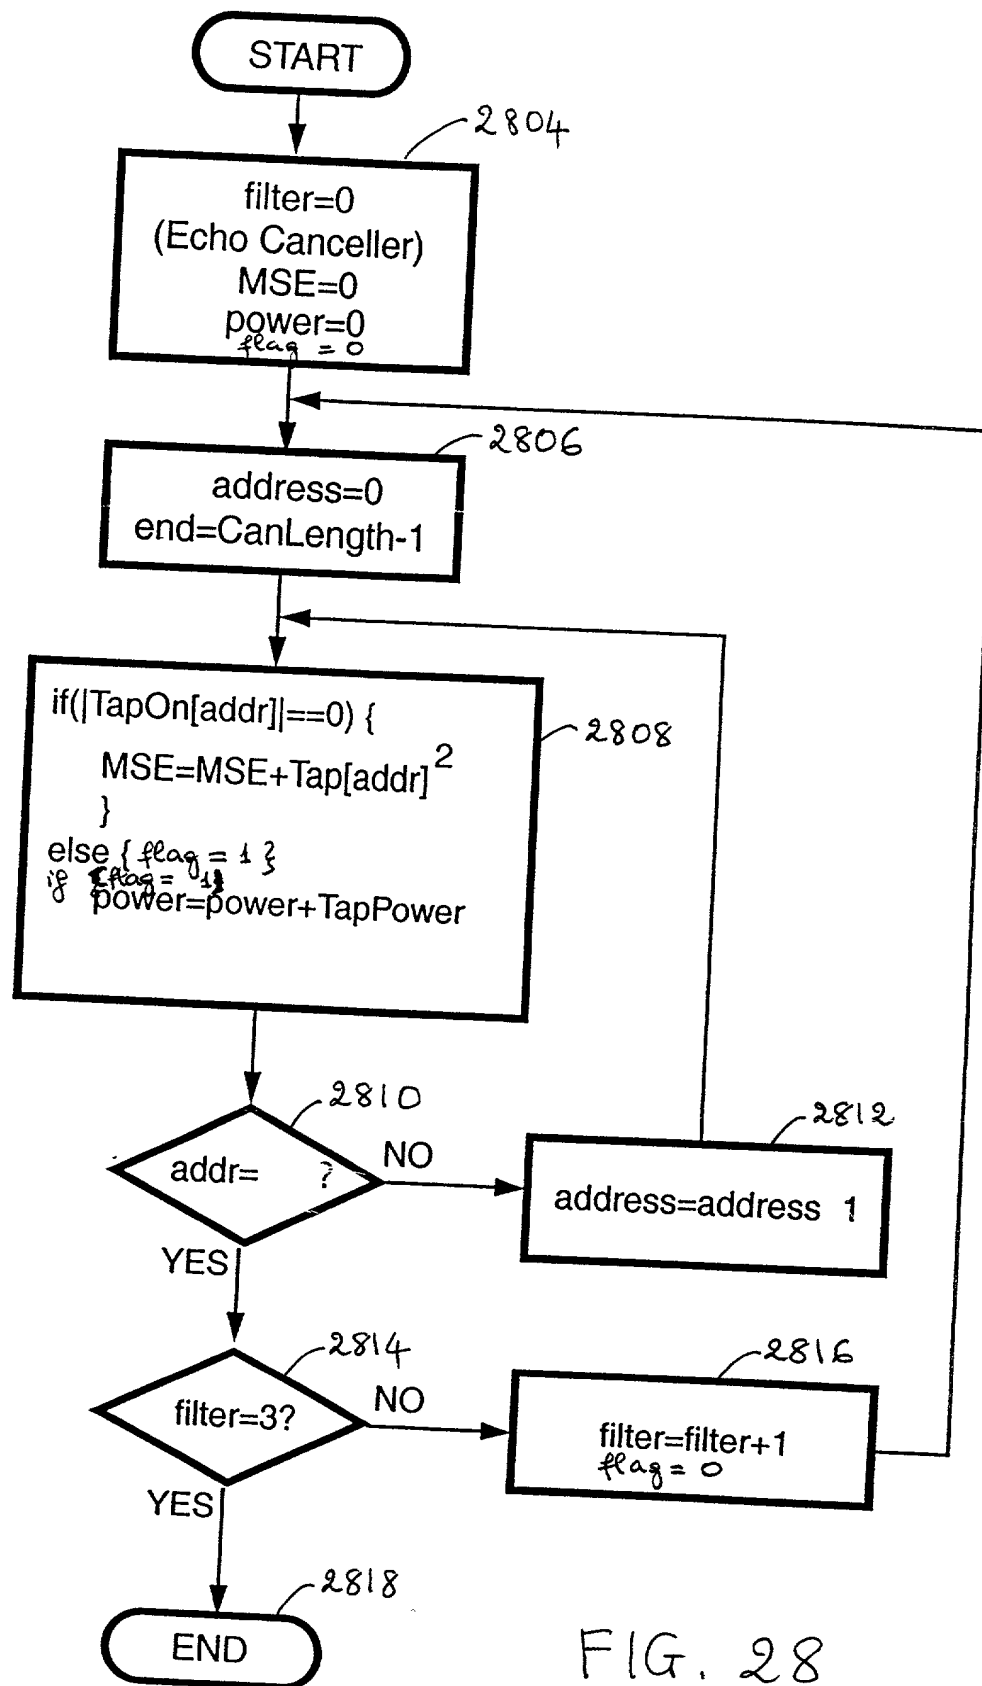 START
2804
filter=0
(Echo Canceller)
MSE=0
power=0
flag = 0
2806
address=0
end=CanLength-1
if(|TapOn[addr]|==0) {
2808
MSE=MSE+Tap[addr]2
}
else { flag = 1 }
if {flag = 1}
power=power+TapPower
2810
addr= ?
NO
2812
address=address 1
YES
2814
filter=3?
NO
2816
filter=filter+1
flag = 0
YES
2818
END
FIG. 28